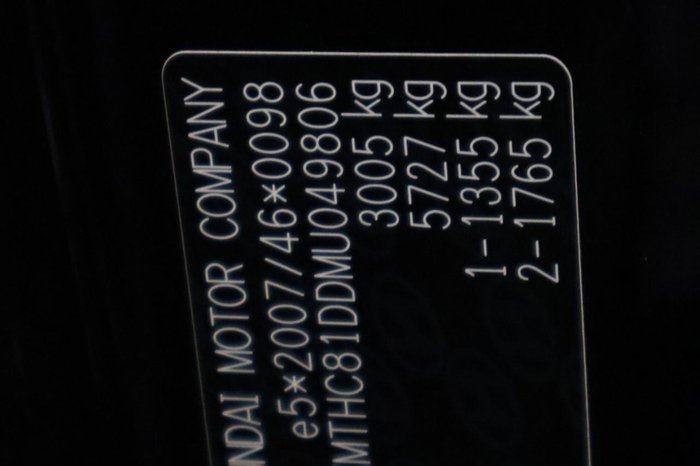 NDAI MOTOR COMPANY
e5*2007/46*0098
MTHC81DDMU049806
3005 kg
5727 kg
1-1355 kg
2-1765 kg